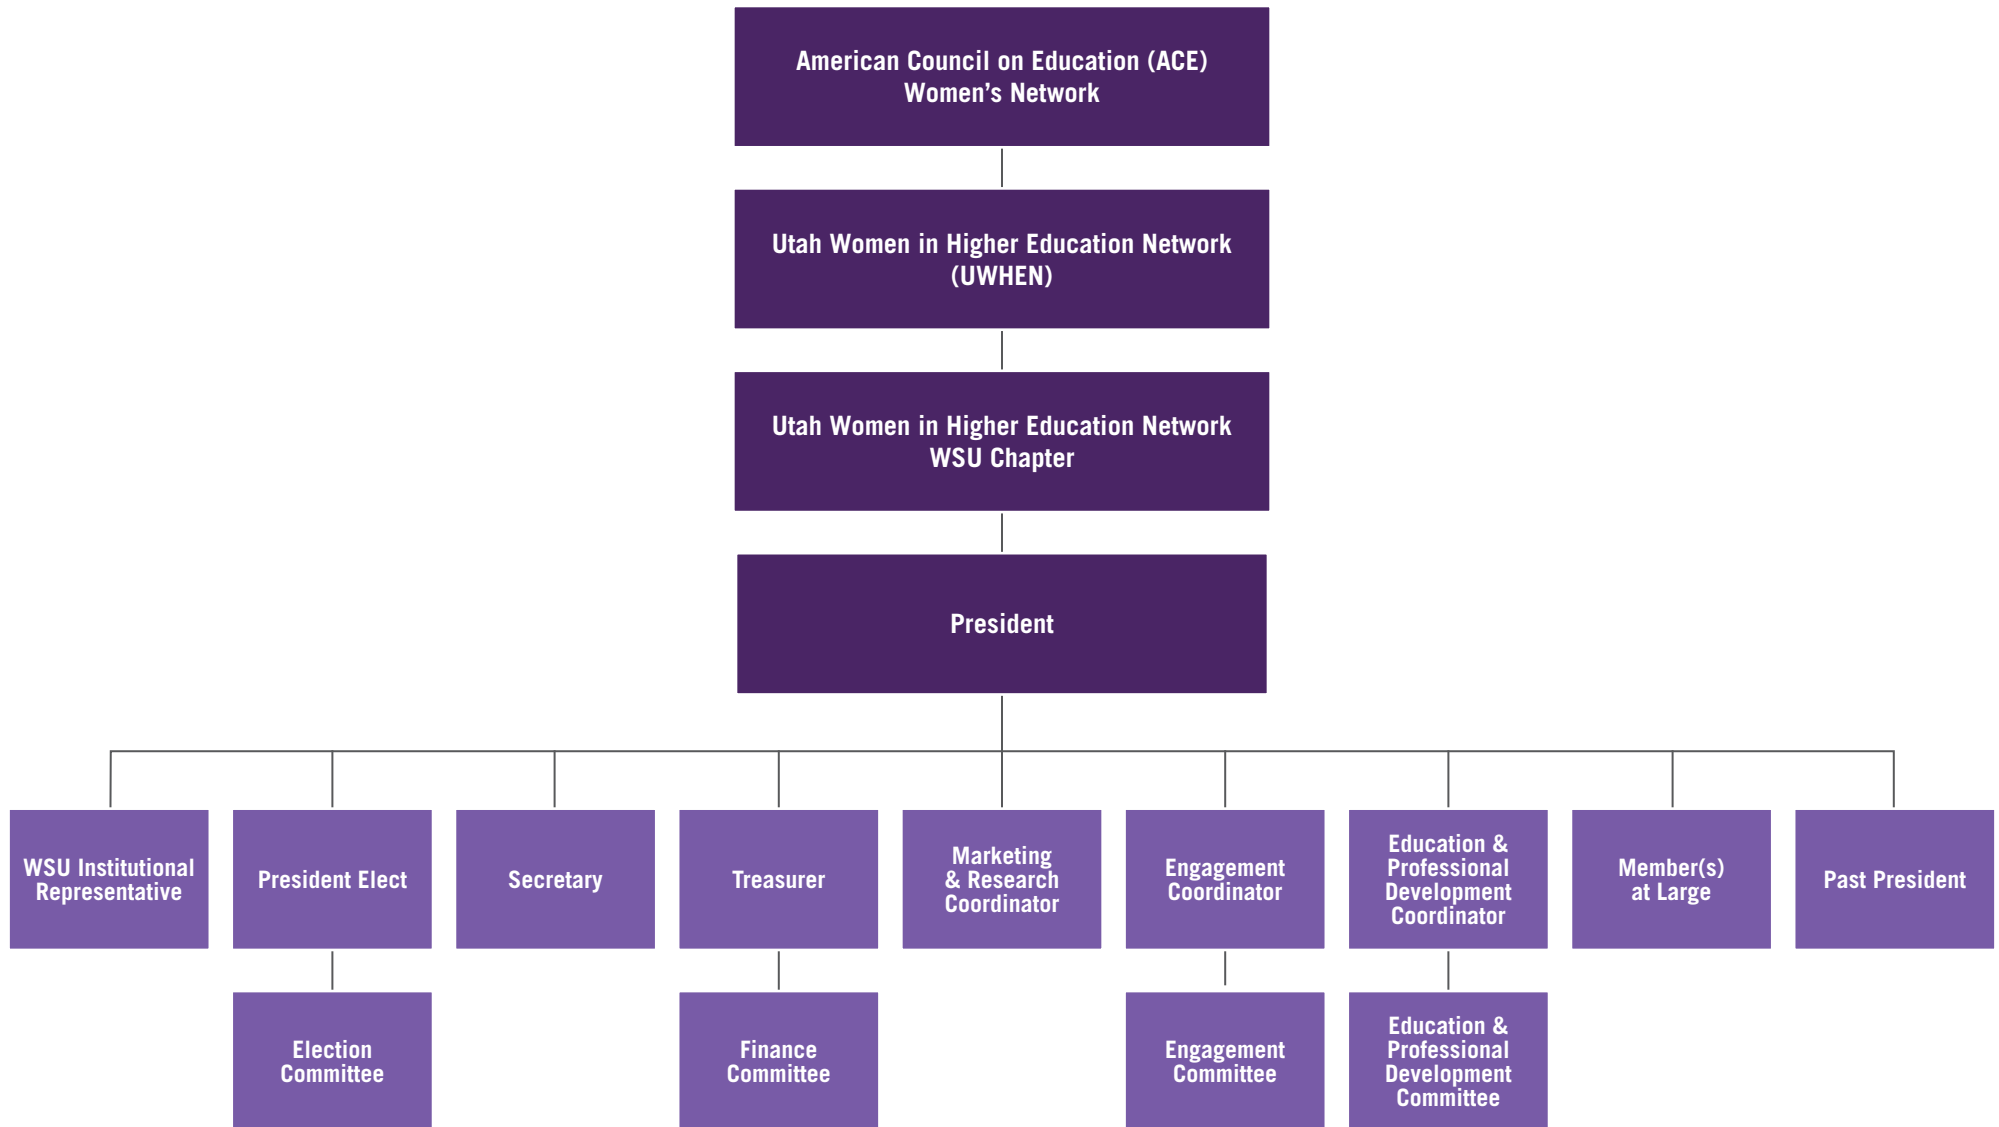 American Council on Education (ACE)
Women’s Network
Utah Women in Higher Education Network
(UWHEN)
Utah Women in Higher Education Network
WSU Chapter
President
WSU Institutional
Representative
President Elect
Secretary
Treasurer
Marketing
& Research
Coordinator
Engagement
Coordinator
Education &
Professional
Development
Coordinator
Member(s)
at Large
Past President
Election
Committee
Finance
Committee
Engagement
Committee
Education &
Professional
Development
Committee